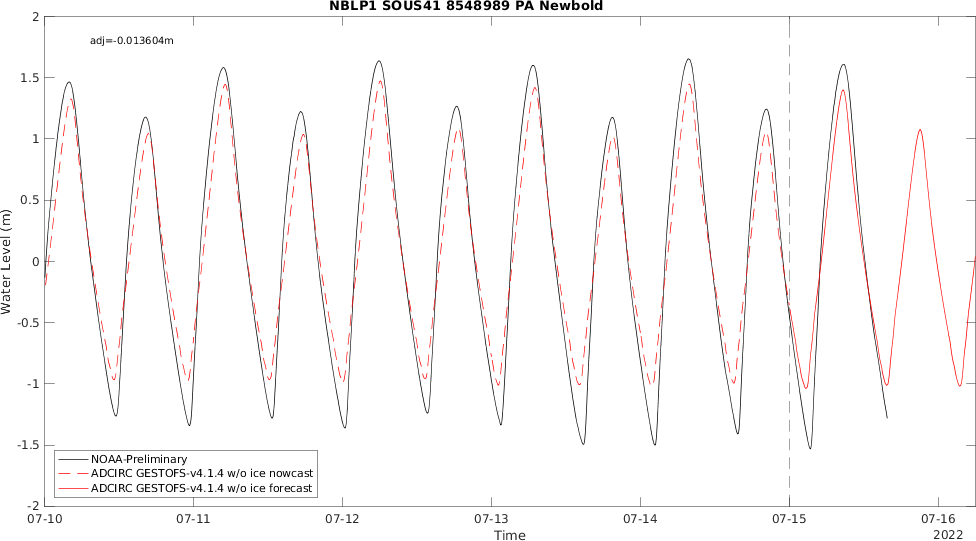 NBLP1 SOUS41 8548989 PA Newbold
adj=-0.013604m
2
1.5
1
0.5
0
-0.5
-1
-1.5
-2
Water Level (m)
NOAA-Preliminary
ADCIRC GESTOFS-v4.1.4 w/o ice nowcast
ADCIRC GESTOFS-v4.1.4 w/o ice forecast
07-10 07-11 07-12 07-13 07-14 07-15 07-16
Time
2022